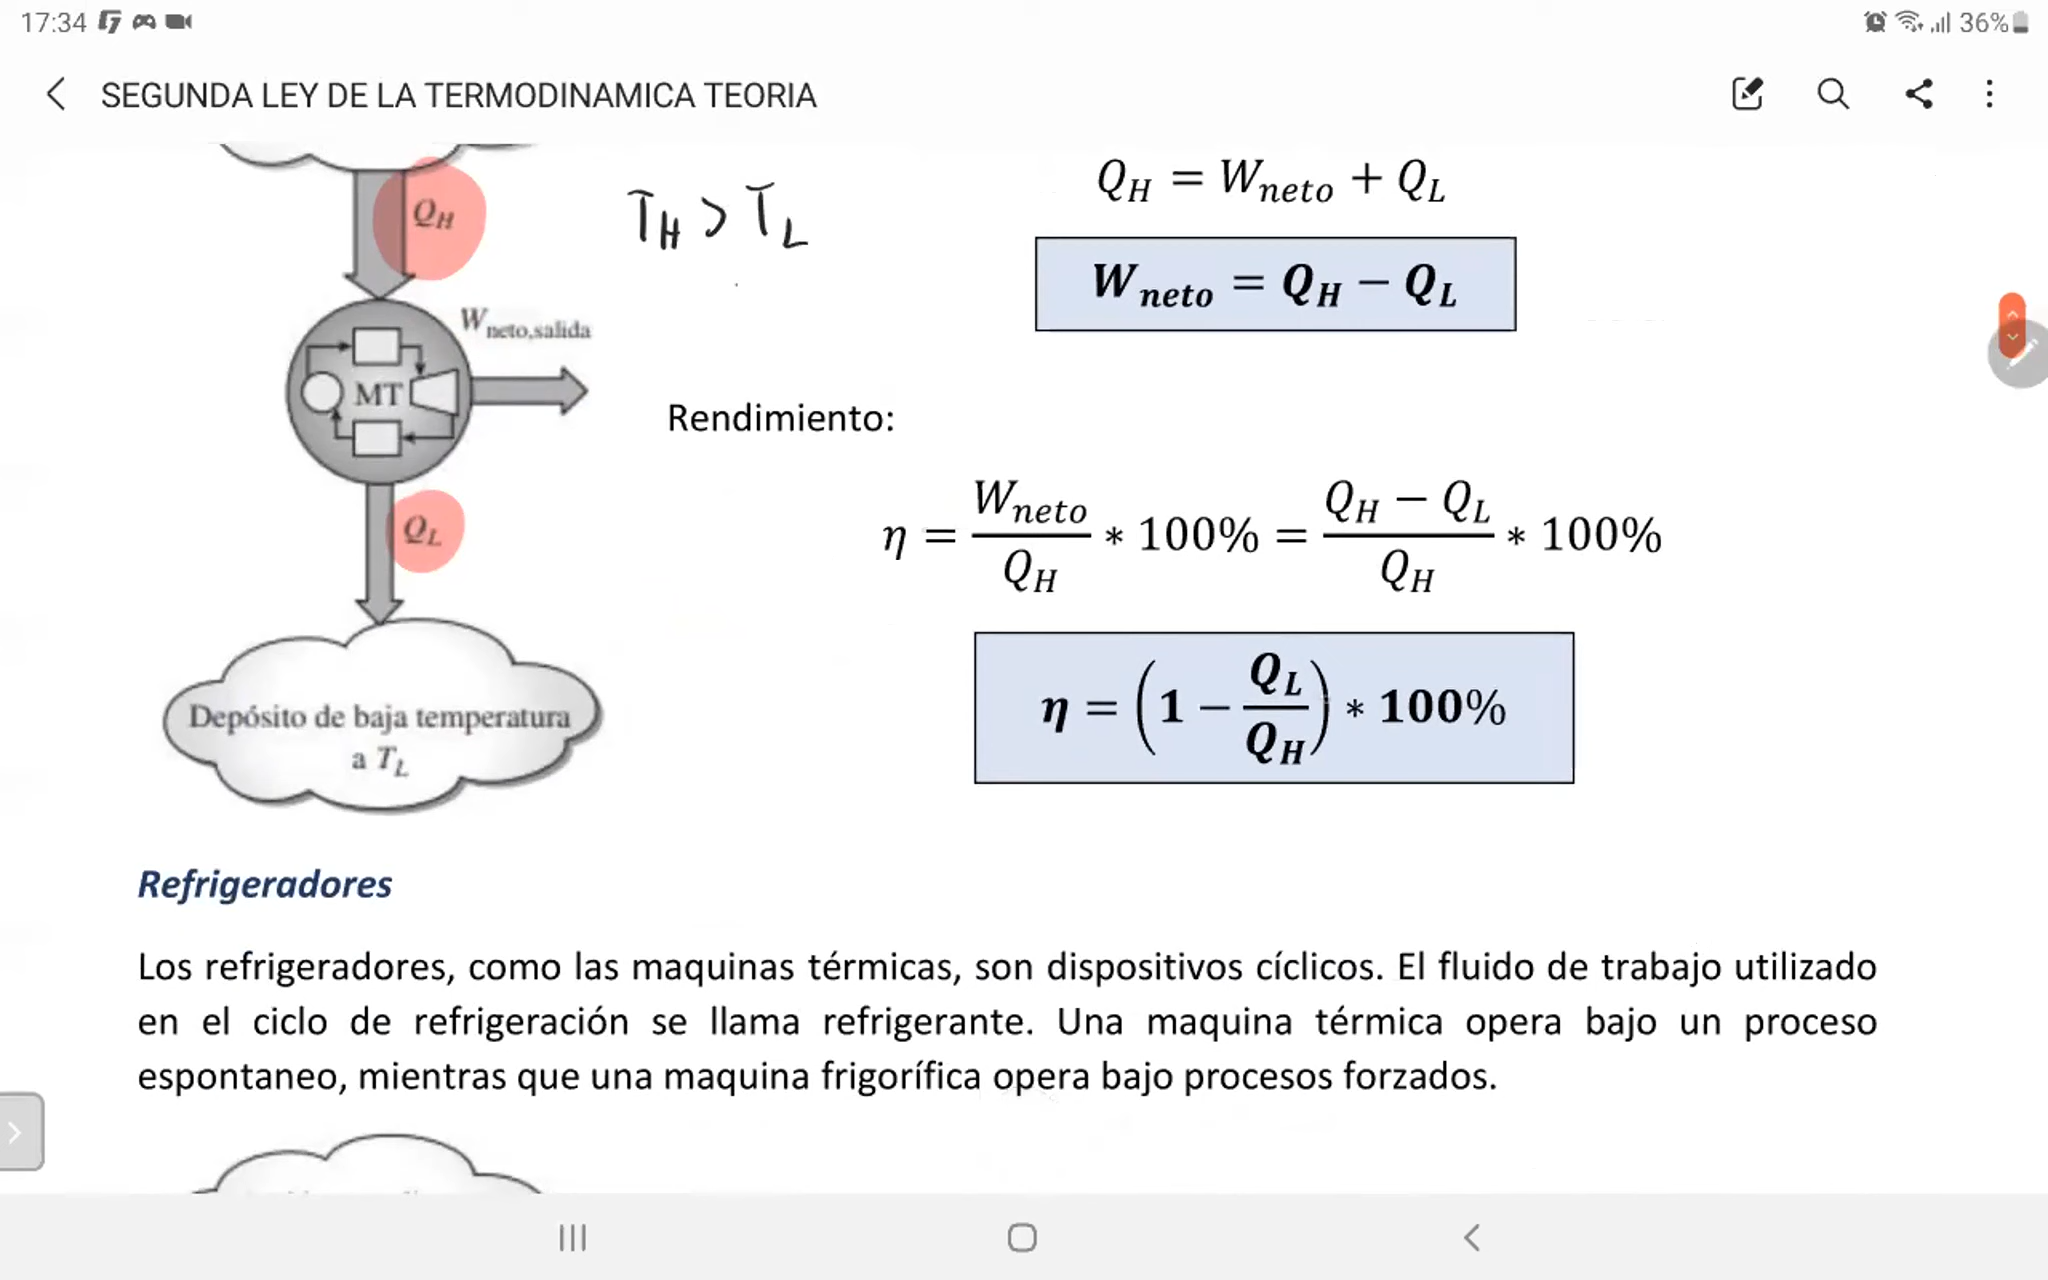 17:34
36%
SEGUNDA LEY DE LA TERMODINAMICA TEORIA
Q_H
T_H > T_L
Q_H = W_neto + Q_L
W_neto = Q_H − Q_L
W_neto,salida
MT
Rendimiento:
η = W_neto / Q_H * 100% = (Q_H − Q_L) / Q_H * 100%
Q_L
η = (1 − Q_L / Q_H) * 100%
Depósito de baja temperatura
a T_L
Refrigeradores
Los refrigeradores, como las maquinas térmicas, son dispositivos cíclicos. El fluido de trabajo utilizado
en el ciclo de refrigeración se llama refrigerante. Una maquina térmica opera bajo un proceso
espontaneo, mientras que una maquina frigorífica opera bajo procesos forzados.